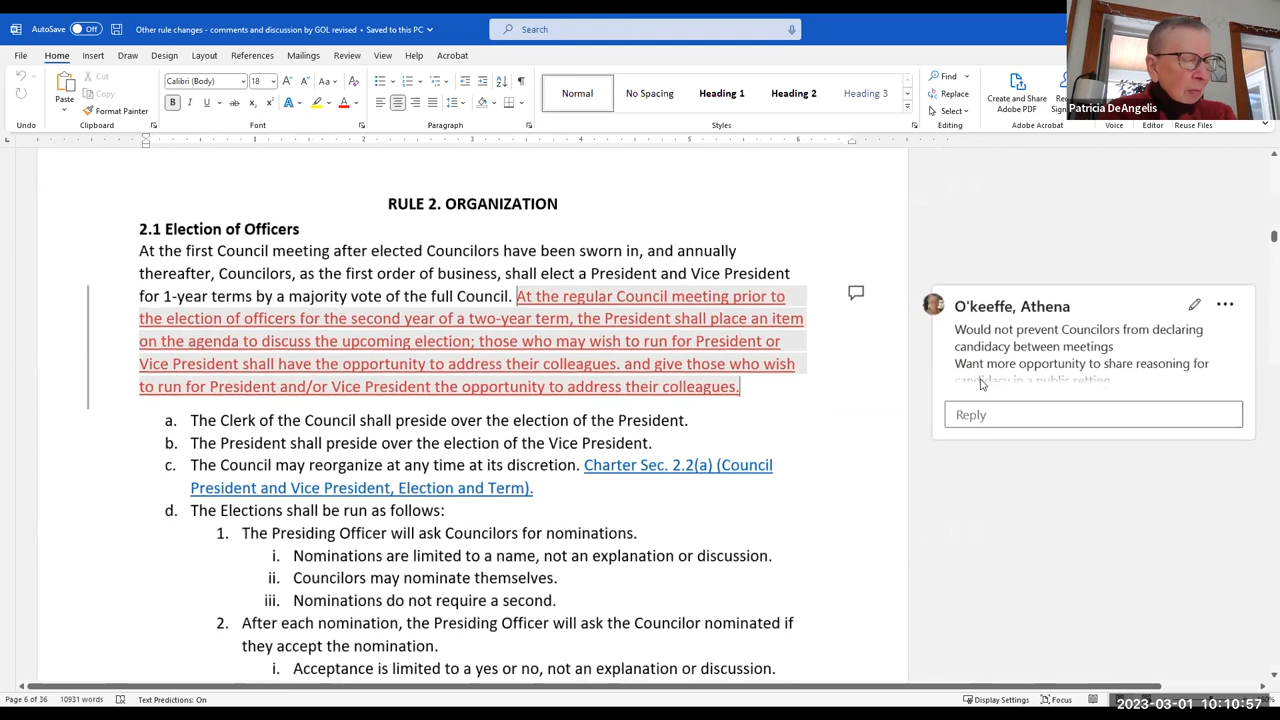 AutoSave Off Other rule changes - comments and discussion by GOL revised - Saved to this PC Search
File Home Insert Draw Design Layout References Mailings Review View Help Acrobat
Paste Cut Copy Format Painter
Calibri (Body) 18
Normal No Spacing Heading 1 Heading 2 Heading 3
Find Replace Select
Create and Share Adobe PDF
Undo Clipboard Font Paragraph Styles Editing Adobe Acrobat Voice Editor Reuse Files
Patricia DeAngelis
RULE 2. ORGANIZATION
2.1 Election of Officers
At the first Council meeting after elected Councilors have been sworn in, and annually
thereafter, Councilors, as the first order of business, shall elect a President and Vice President
for 1-year terms by a majority vote of the full Council. At the regular Council meeting prior to
the election of officers for the second year of a two-year term, the President shall place an item
on the agenda to discuss the upcoming election; those who may wish to run for President or
Vice President shall have the opportunity to address their colleagues. and give those who wish
to run for President and/or Vice President the opportunity to address their colleagues.
a. The Clerk of the Council shall preside over the election of the President.
b. The President shall preside over the election of the Vice President.
c. The Council may reorganize at any time at its discretion. Charter Sec. 2.2(a) (Council
President and Vice President, Election and Term).
d. The Elections shall be run as follows:
1. The Presiding Officer will ask Councilors for nominations.
i. Nominations are limited to a name, not an explanation or discussion.
ii. Councilors may nominate themselves.
iii. Nominations do not require a second.
2. After each nomination, the Presiding Officer will ask the Councilor nominated if
they accept the nomination.
i. Acceptance is limited to a yes or no, not an explanation or discussion.
O'keeffe, Athena
Would not prevent Councilors from declaring
candidacy between meetings
Want more opportunity to share reasoning for
candidacy in a public setting
Reply
Page 6 of 36 10931 words Text Predictions: On Display Settings Focus
2023-03-01 10:10:57